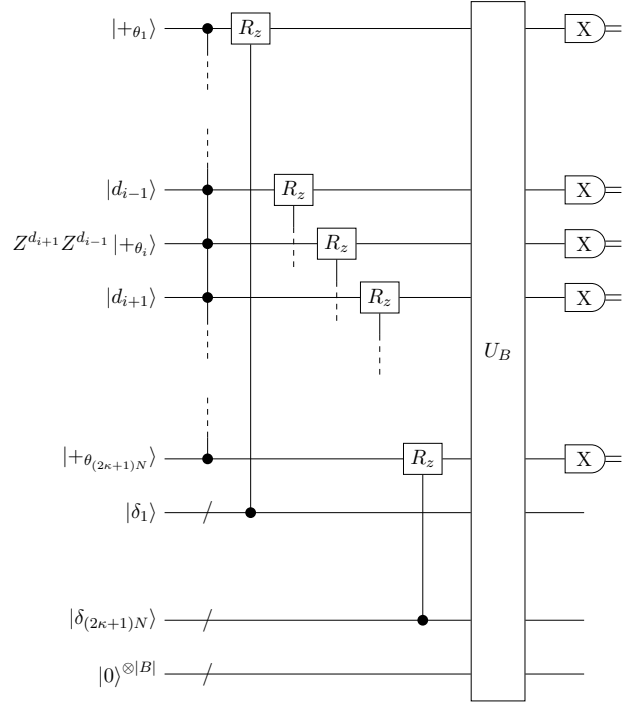 |+_{θ_1}⟩ R_z X
|d_{i−1}⟩ R_z X
Z^{d_{i+1}} Z^{d_{i−1}} |+_{θ_i}⟩ R_z X
|d_{i+1}⟩ R_z X
U_B
|+_{θ_{(2κ+1)N}}⟩ R_z X
|δ_1⟩
|δ_{(2κ+1)N}⟩
|0⟩^{⊗|B|}